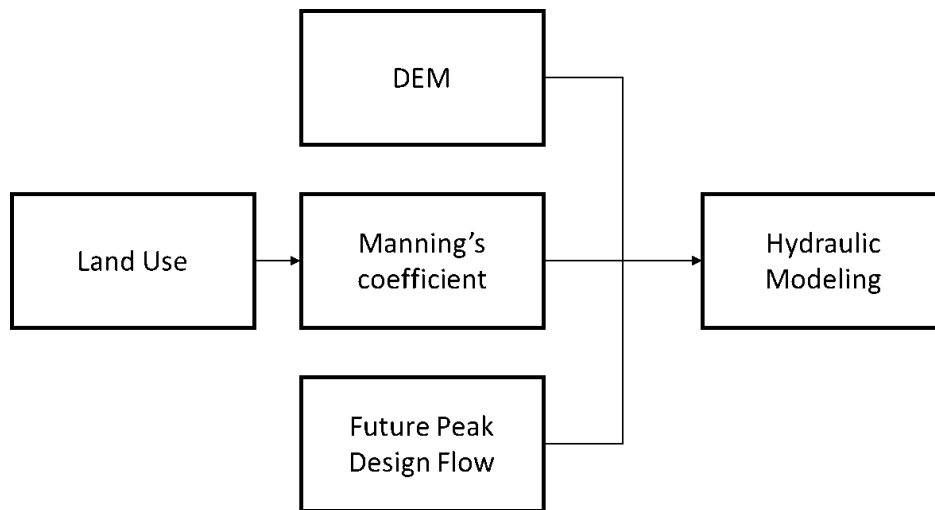 DEM
Land Use
Manning’s
coefficient
Hydraulic
Modeling
Future Peak
Design Flow